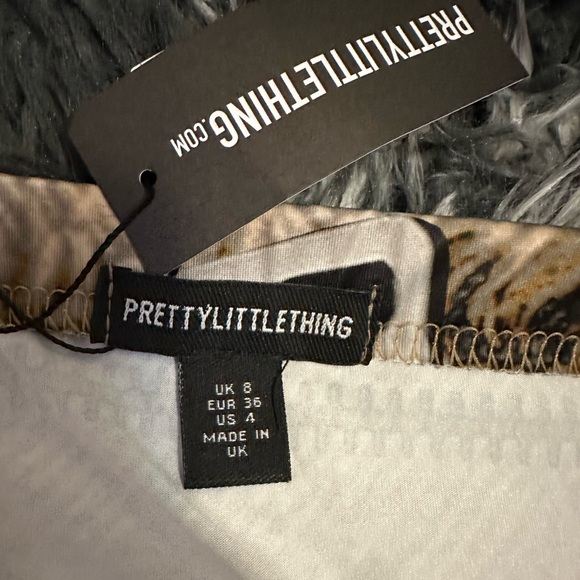 PRETTYLITTLETHING.COM
PRETTYLITTLETHING
UK 8
EUR 36
US 4
MADE IN
UK